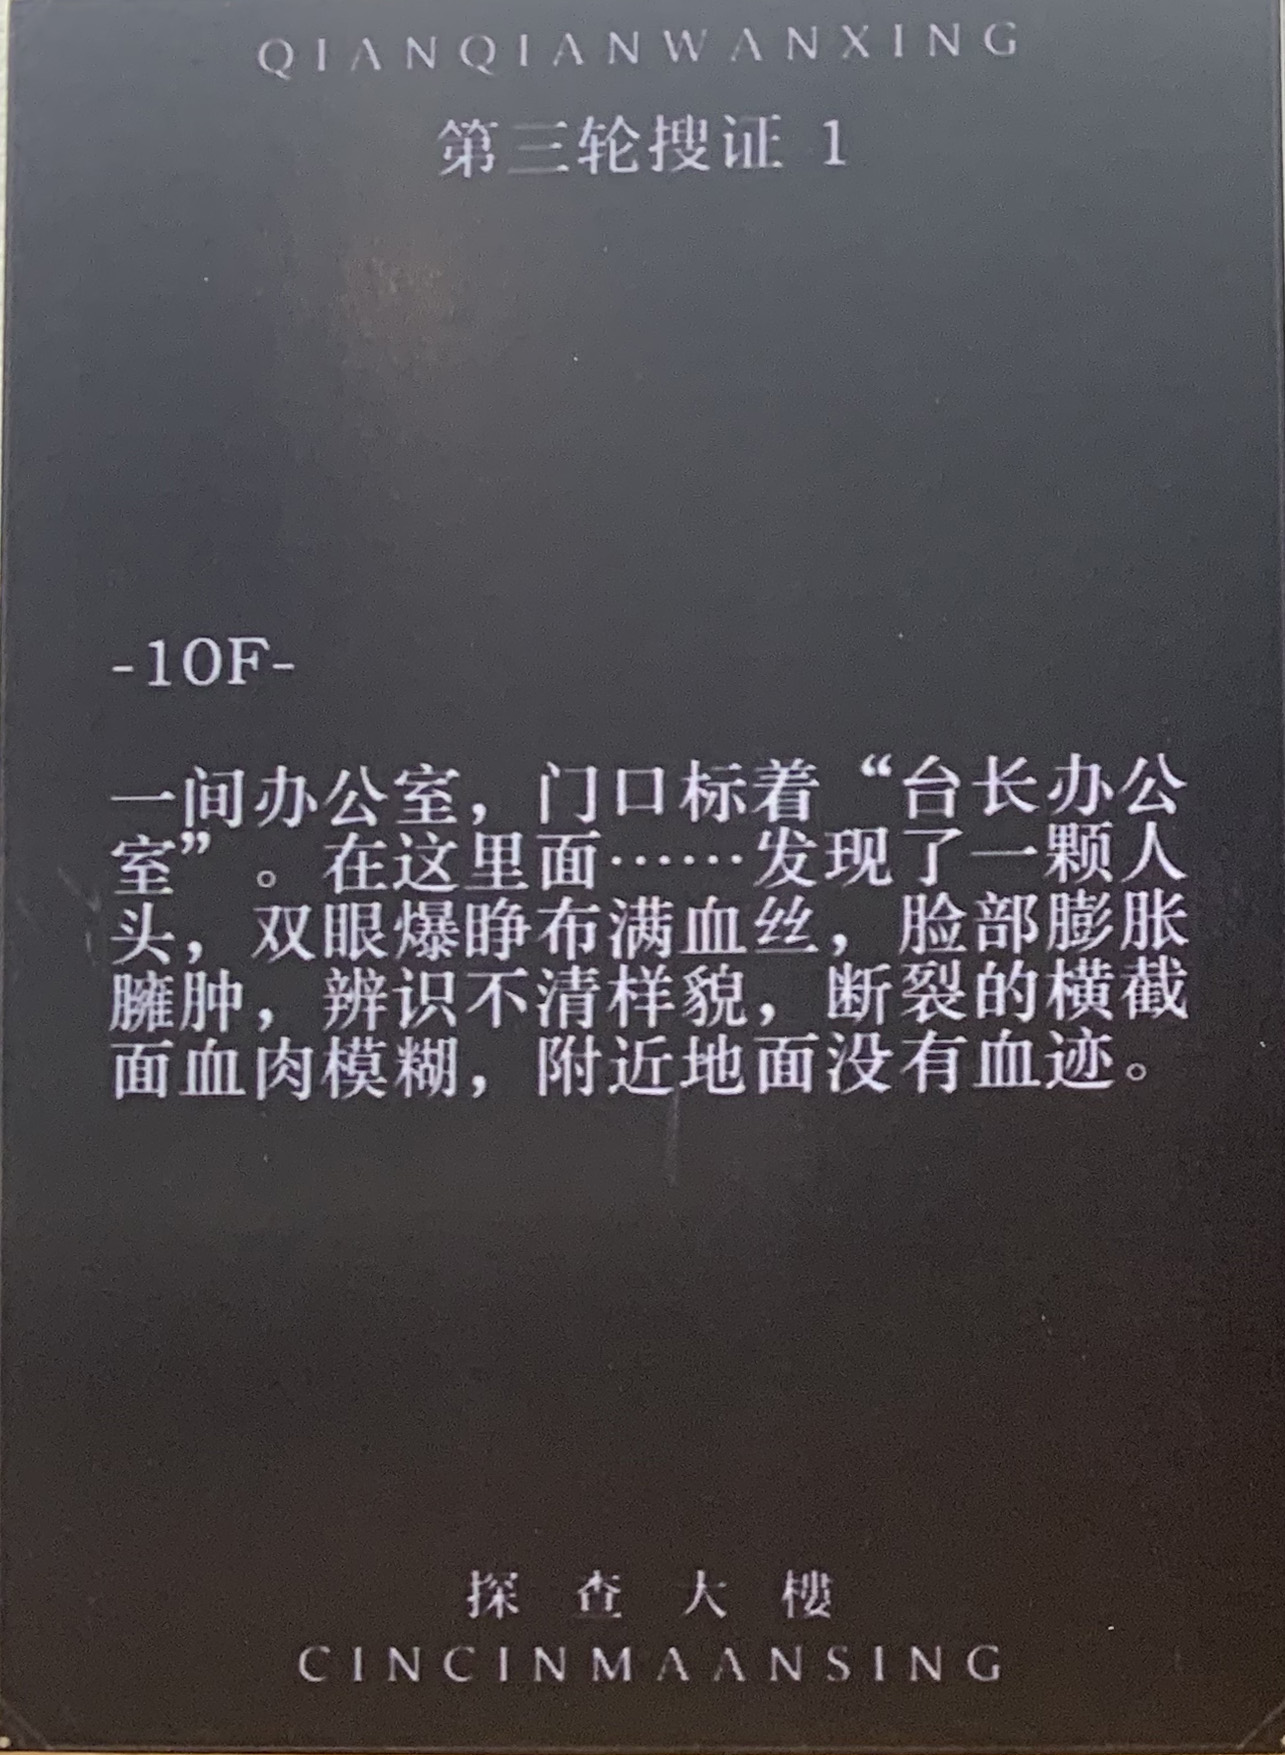 QIANQIANWANXING
第三轮搜证 1
-10F-
一间办公室，门口标着“台长办公
室”。在这里面……发现了一颗人
头，双眼爆睁布满血丝，脸部膨胀
臃肿，辨识不清样貌，断裂的横截
面血肉模糊，附近地面没有血迹。
探查大樓
CINCINMAANSING